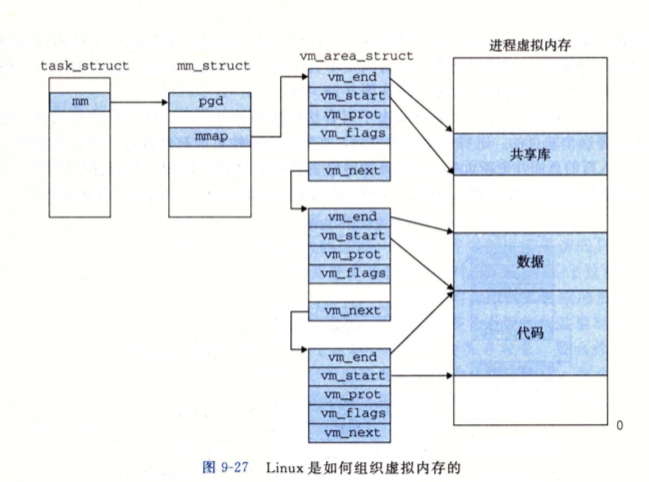 进程虚拟内存
vm_area_struct
task_struct
mm_struct
vm_end
mm
pgd
vm_start
vm_prot
mmap
vm_flags
共享库
vm_next
vm_end
vm_start
vm_prot
数据
vm_flags
vm_next
代码
vm_end
vm_start
vm_prot
vm_flags
0
vm_next
图 9-27 Linux 是如何组织虚拟内存的